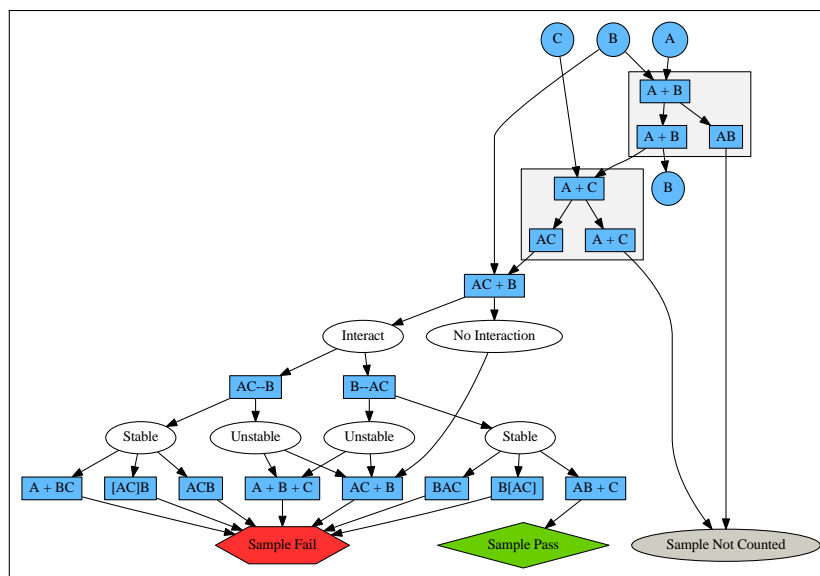 C
B
A
A + B
A + B
AB
A + C
B
AC
A + C
AC + B
Interact
No Interaction
AC--B
B--AC
Stable
Unstable
Unstable
Stable
A + BC
[AC]B
ACB
A + B + C
AC + B
BAC
B[AC]
AB + C
Sample Fail
Sample Pass
Sample Not Counted